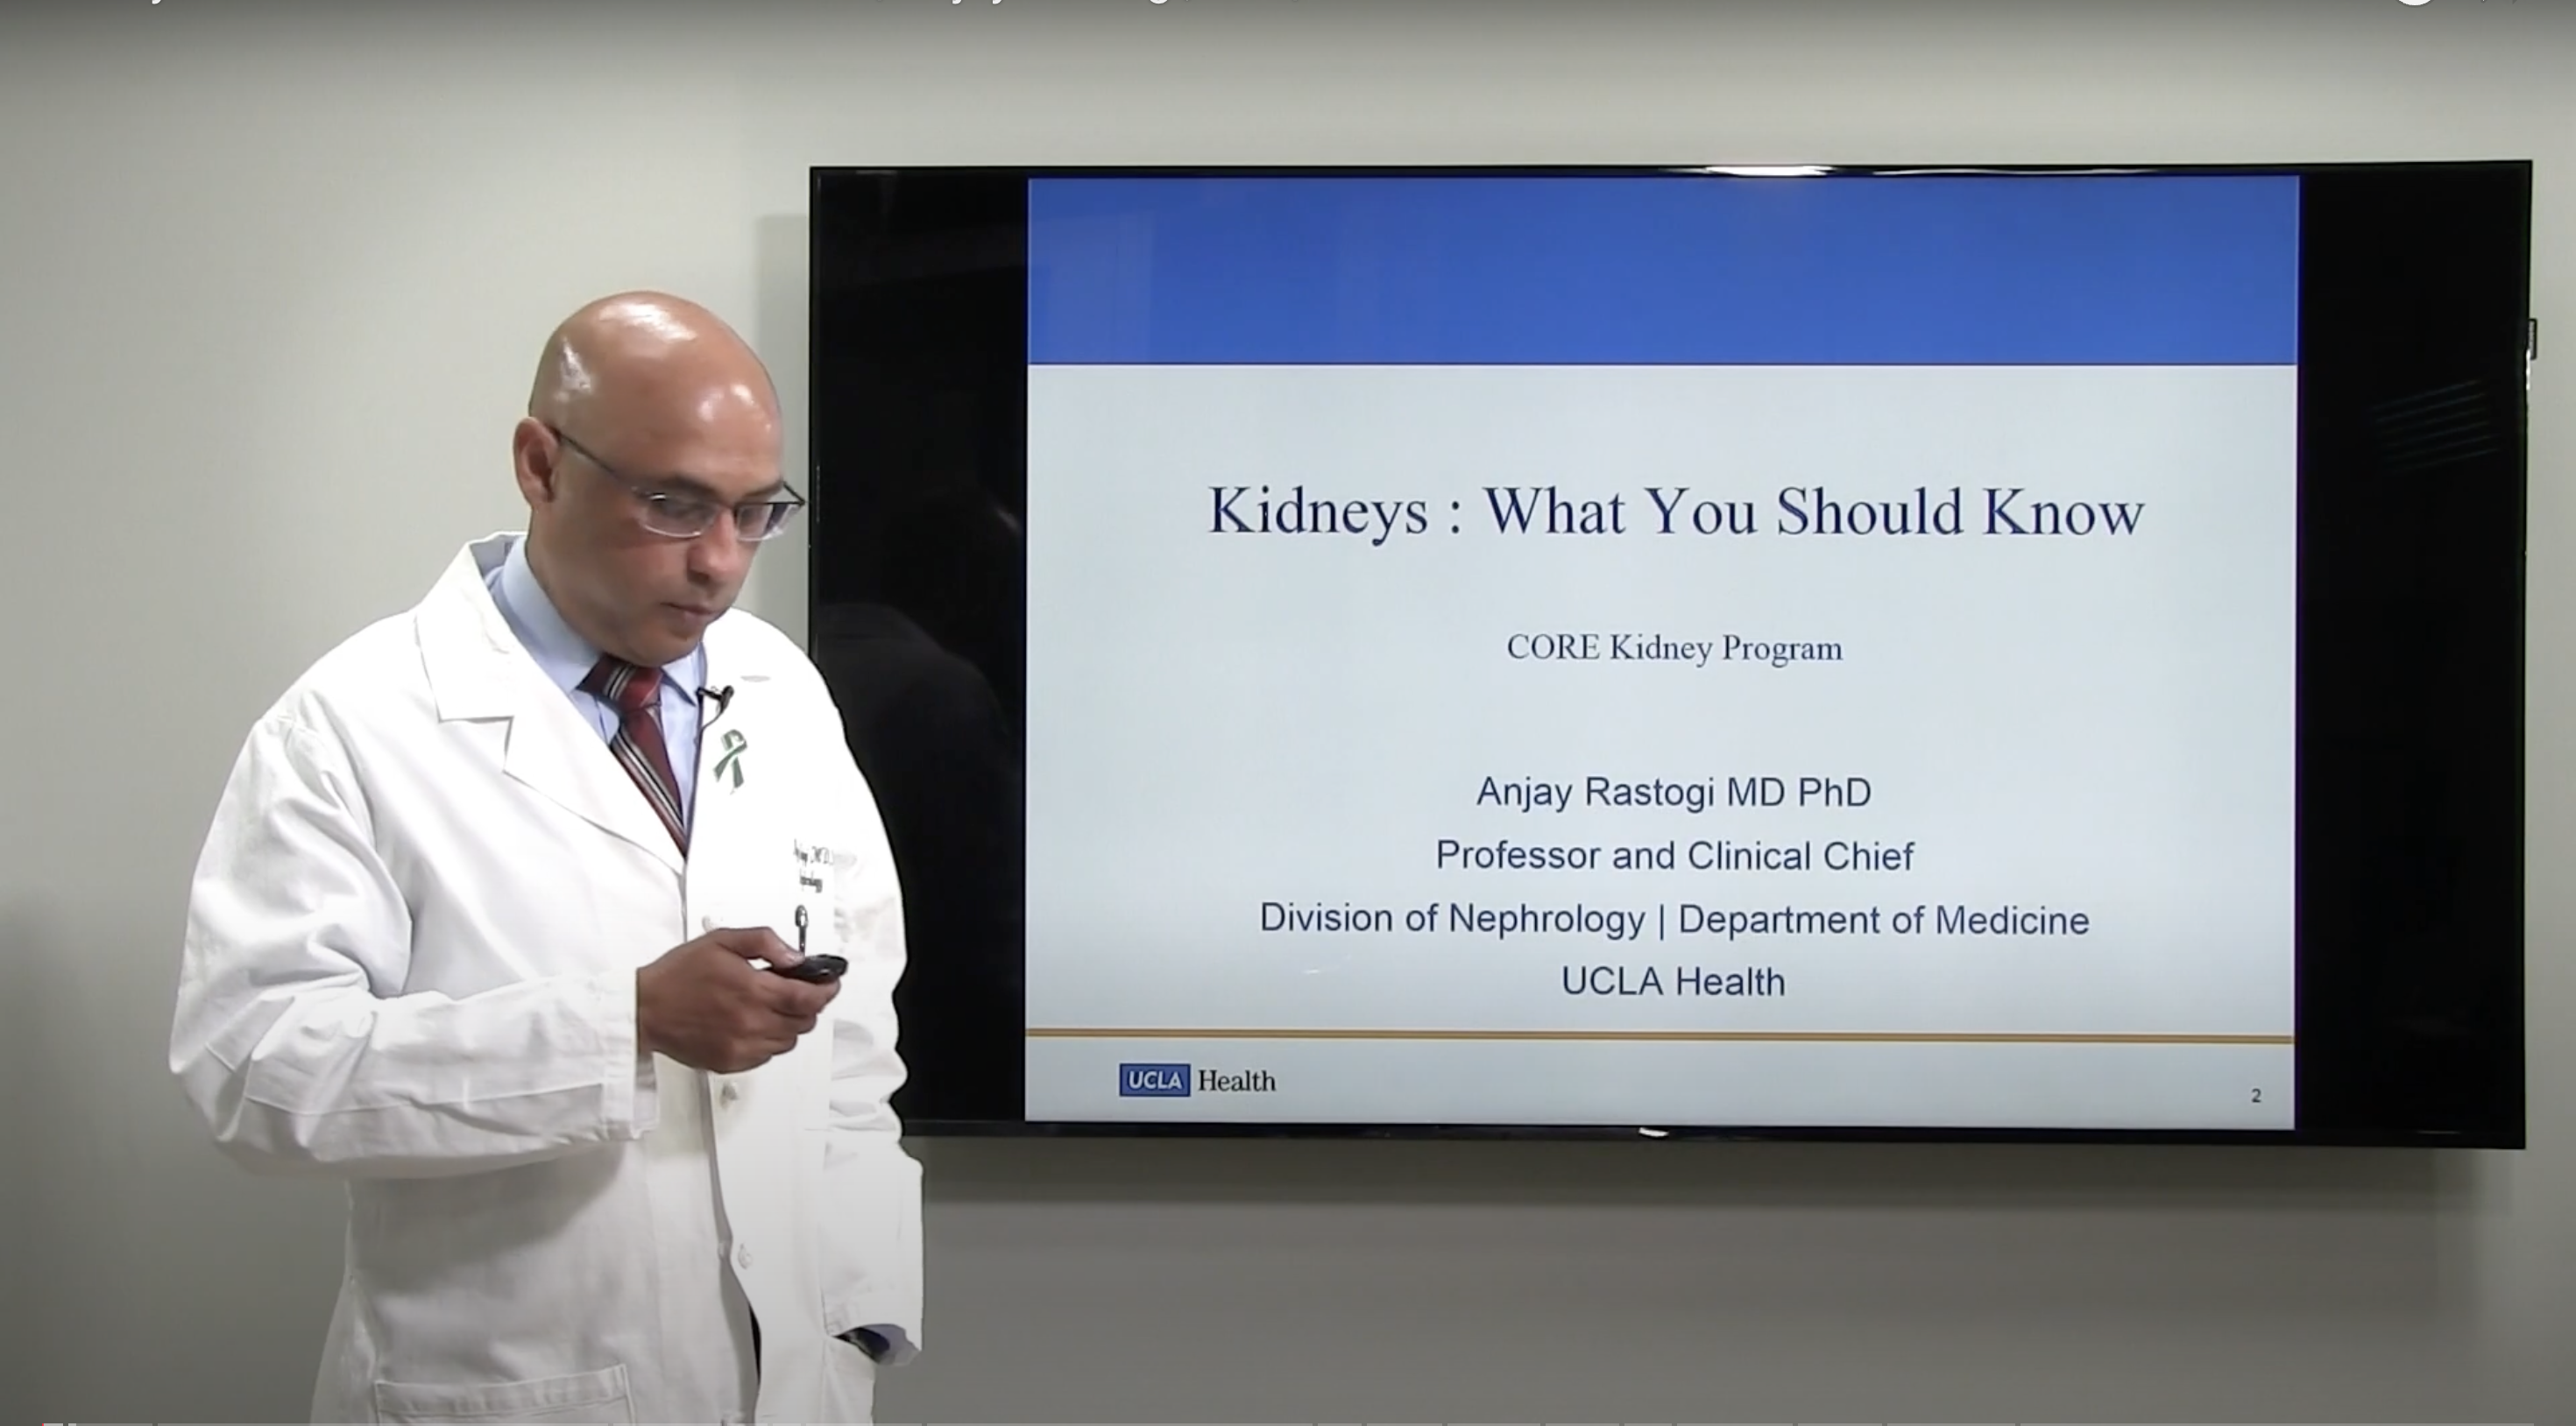 Kidneys : What You Should Know
CORE Kidney Program
Anjay Rastogi MD PhD
Professor and Clinical Chief
Division of Nephrology | Department of Medicine
UCLA Health
UCLA Health
2